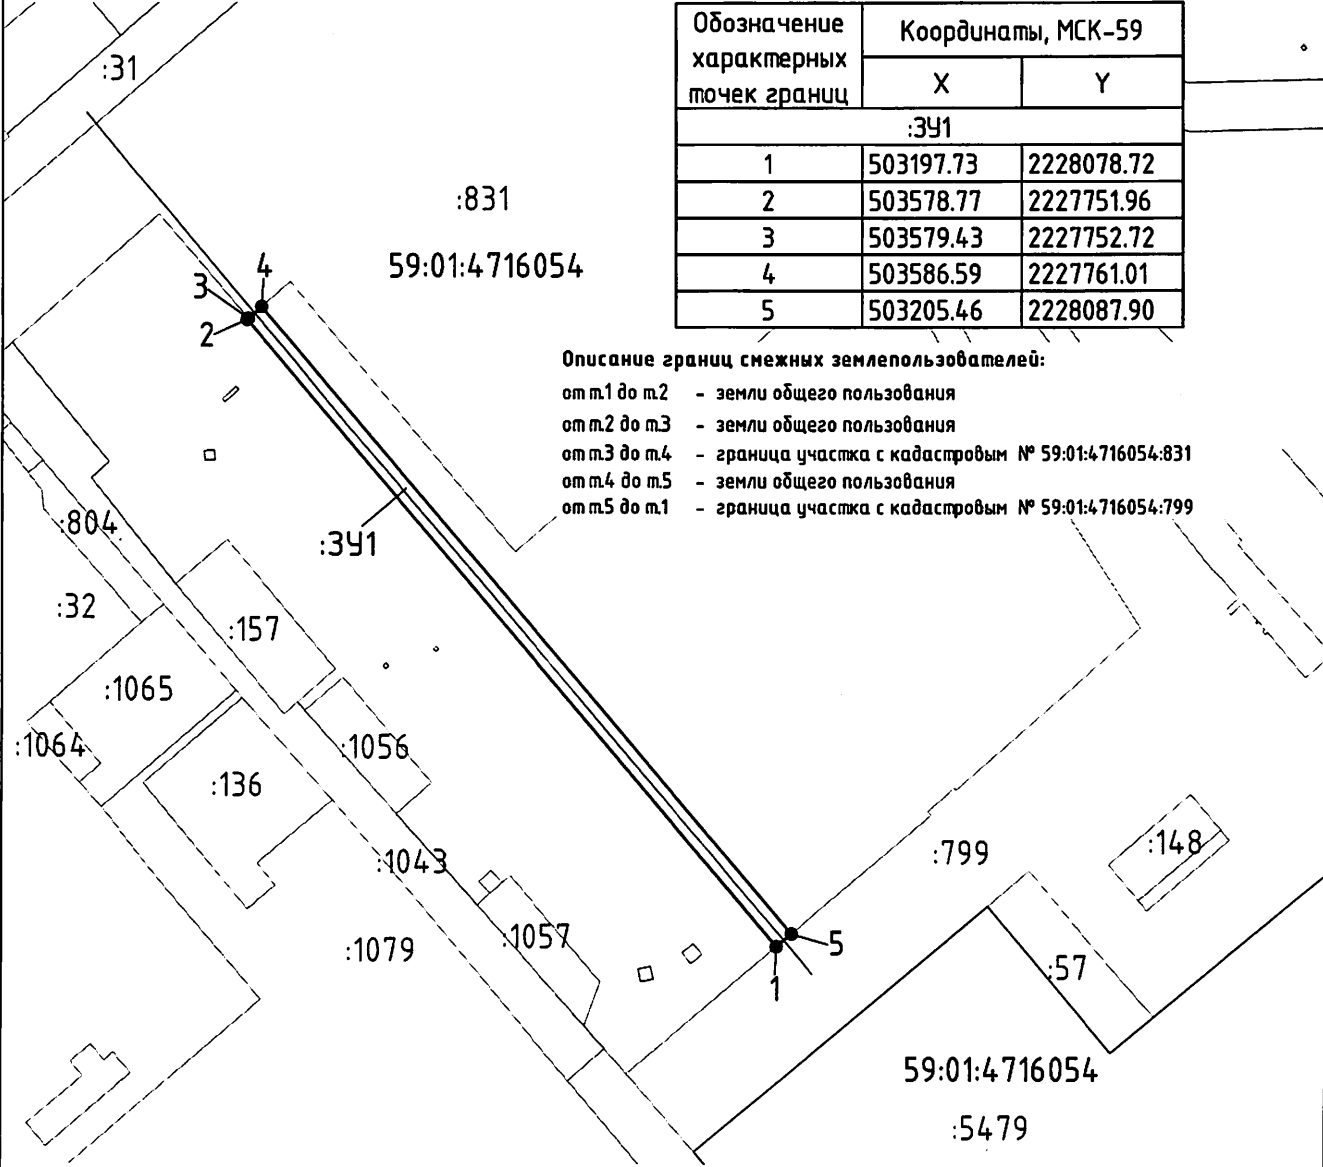 Обозначение характерных точек границ
Координаты, МСК-59
X
Y
:ЗУ1
1 503197.73 2228078.72
2 503578.77 2227751.96
3 503579.43 2227752.72
4 503586.59 2227761.01
5 503205.46 2228087.90
Описание границ смежных землепользователей:
от т.1 до т.2 - земли общего пользования
от т.2 до т.3 - земли общего пользования
от т.3 до т.4 - граница участка с кадастровым № 59:01:4716054:831
от т.4 до т.5 - земли общего пользования
от т.5 до т.1 - граница участка с кадастровым № 59:01:4716054:799
:31
:831
59:01:4716054
4
3
2
:804
:ЗУ1
:32
:157
:1065
:1064
:1056
:136
:1043
:799
:148
:1079
:1057
5
1
:57
59:01:4716054
:5479